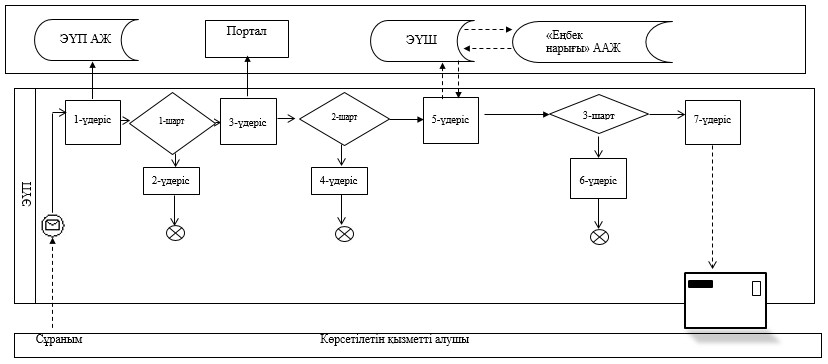 ЭҮП АЖ
Портал
ЭҮШ
«Еңбек
нарығы» ААЖ
1-үдеріс
1-шарт
3-үдеріс
2-шарт
5-үдеріс
3-шарт
7-үдеріс
2-үдеріс
4-үдеріс
6-үдеріс
ЭҮП
Сұраным
Көрсетілетін қызметті алушы